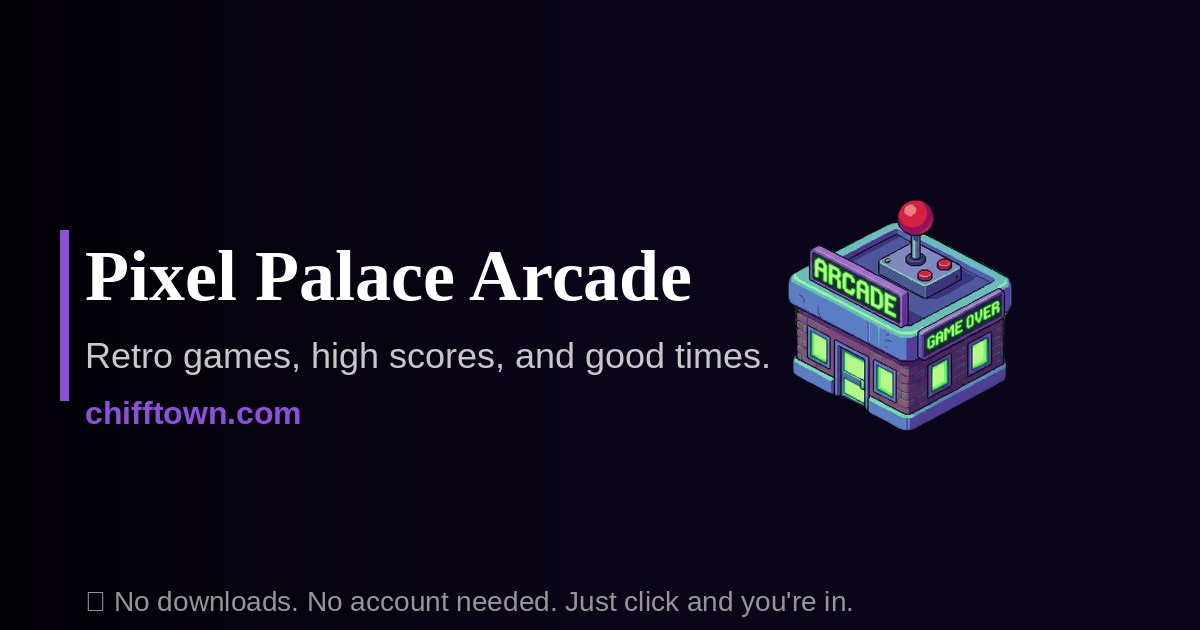 Pixel Palace Arcade
Retro games, high scores, and good times.
chifftown.com
ARCADE
GAME OVER
□ No downloads. No account needed. Just click and you're in.